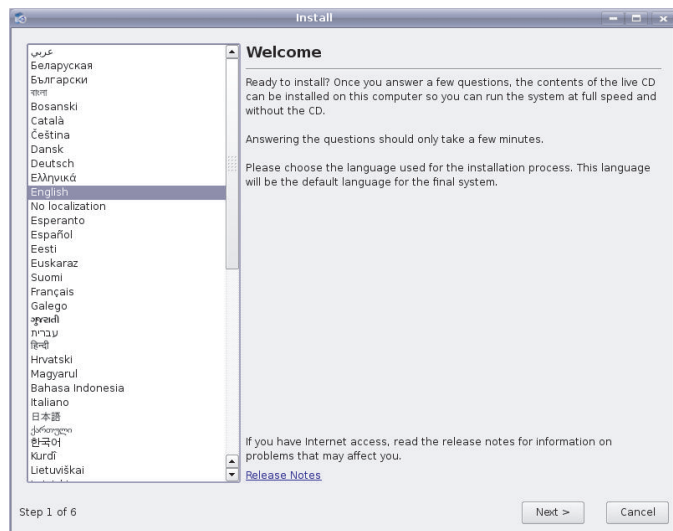 Install
عربي
Беларуская
Български
বাংলা
Bosanski
Català
Čeština
Dansk
Deutsch
Ελληνικά
English
No localization
Esperanto
Español
Eesti
Euskaraz
Suomi
Français
Galego
ગુજરાતી
עברית
हिन्दी
Hrvatski
Magyarul
Bahasa Indonesia
Italiano
日本語
ქართული
한국어
Kurdî
Lietuviškai
Welcome
Ready to install? Once you answer a few questions, the contents of the live CD
can be installed on this computer so you can run the system at full speed and
without the CD.
Answering the questions should only take a few minutes.
Please choose the language used for the installation process. This language
will be the default language for the final system.
If you have Internet access, read the release notes for information on
problems that may affect you.
Release Notes
Step 1 of 6
Next >
Cancel